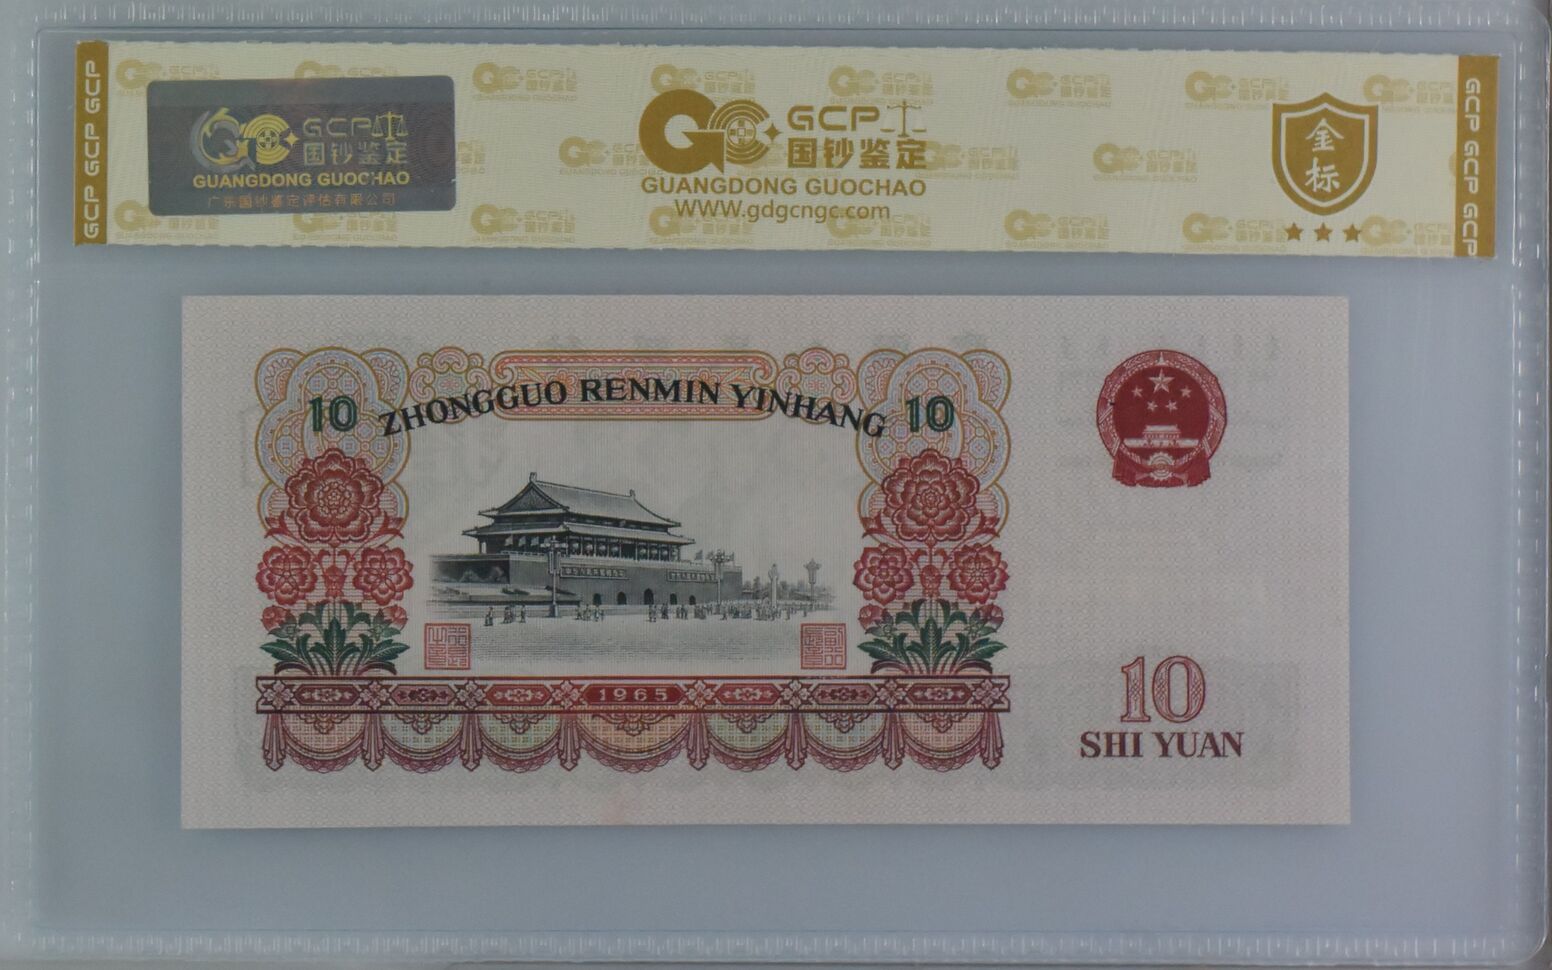 GCP GCP GCP
GCP
国钞鉴定
GUANGDONG GUOCHAO
广东国钞鉴定评估有限公司
GCP
国钞鉴定
GUANGDONG GUOCHAO
WWW.gdgcngc.com
金标
GCP GCP GCP
10 ZHONGGUO RENMIN YINHANG 10
1965
10
SHI YUAN